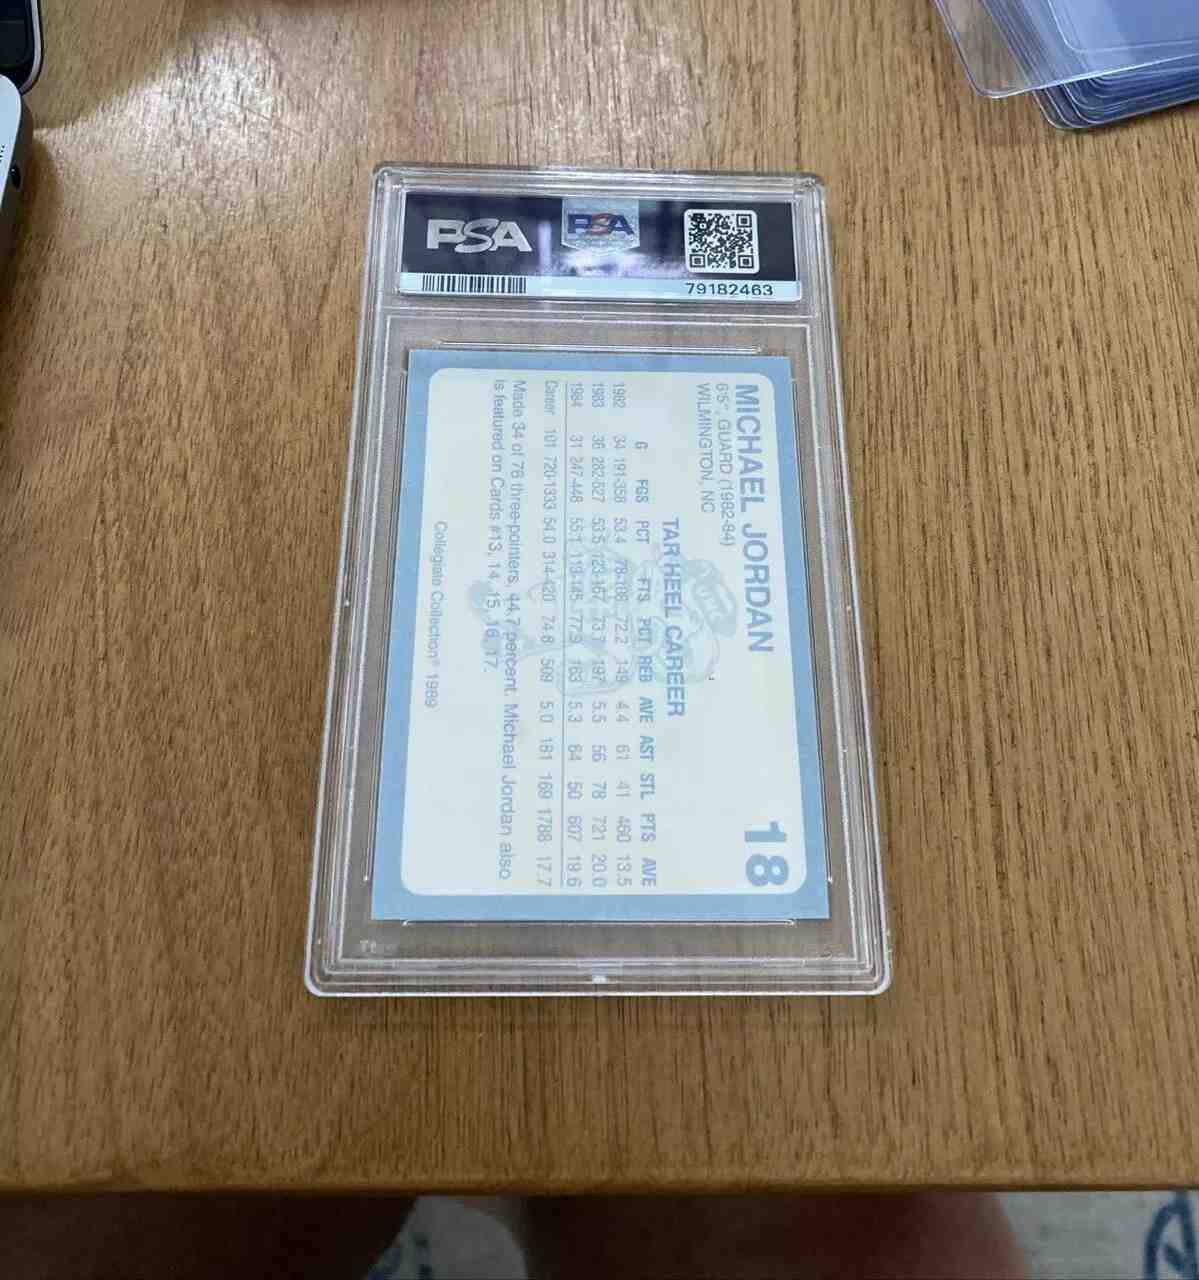 PSA
PSA
79182463
MICHAEL JORDAN 18
6'5", GUARD (1982-84)
WILMINGTON, NC
TAR HEEL CAREER
G FGS PCT FTS PCT REB AVE AST STL PTS AVE
1982 34 191-358 53.4 78-108 72.2 149 4.4 61 41 460 13.5
1983 36 282-527 53.5 123-167 73.7 197 5.5 56 78 721 20.0
1984 31 247-448 55.1 113-145 77.9 163 5.3 64 50 607 19.6
Career 101 720-1333 54.0 314-420 74.8 509 5.0 181 169 1788 17.7
Made 34 of 76 three-pointers, 44.7 percent. Michael Jordan also
is featured on Cards #13, 14, 15, 16, 17.
Collegiate Collection® 1989